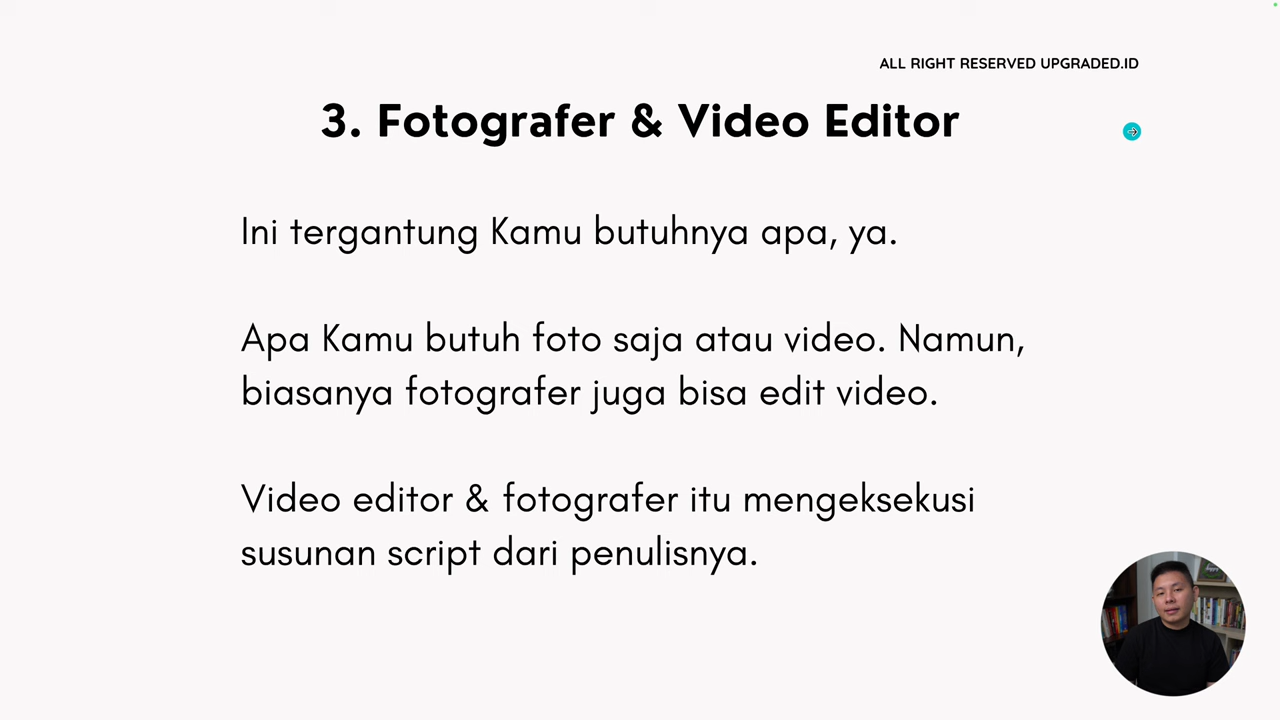 ALL RIGHT RESERVED UPGRADED.ID
3. Fotografer & Video Editor
Ini tergantung Kamu butuhnya apa, ya.
Apa Kamu butuh foto saja atau video. Namun,
biasanya fotografer juga bisa edit video.
Video editor & fotografer itu mengeksekusi
susunan script dari penulisnya.